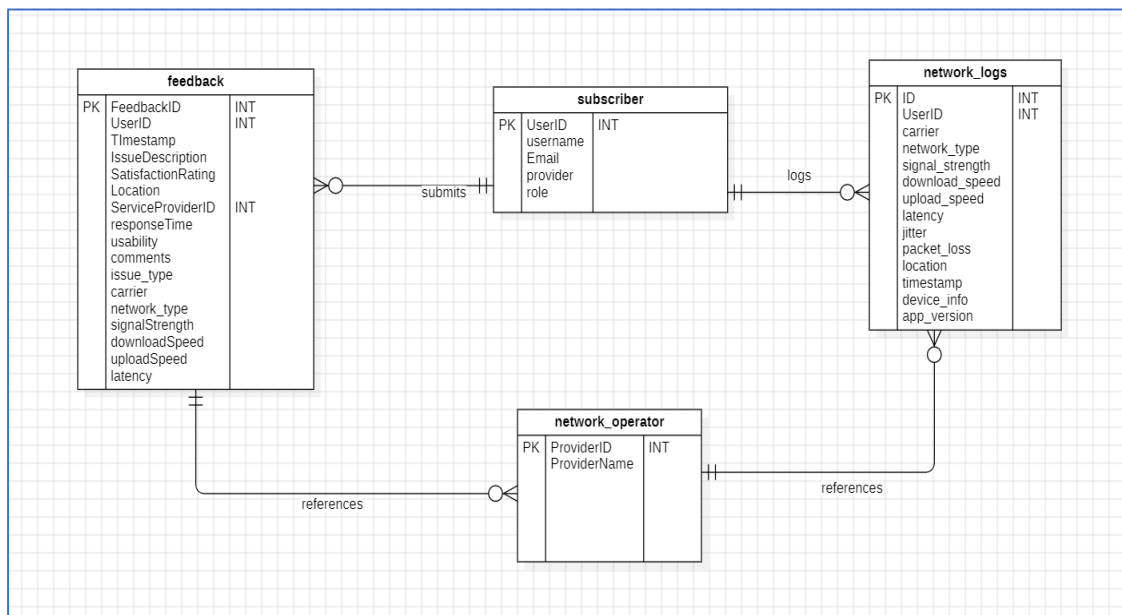 feedback
PK FeedbackID INT
UserID INT
TImestamp
IssueDescription
SatisfactionRating
Location
ServiceProviderID INT
responseTime
usability
comments
issue_type
carrier
network_type
signalStrength
downloadSpeed
uploadSpeed
latency
submits
subscriber
PK UserID INT
username
Email
provider
role
logs
network_logs
PK ID INT
UserID INT
carrier
network_type
signal_strength
download_speed
upload_speed
latency
jitter
packet_loss
location
timestamp
device_info
app_version
references
network_operator
PK ProviderID INT
ProviderName
references